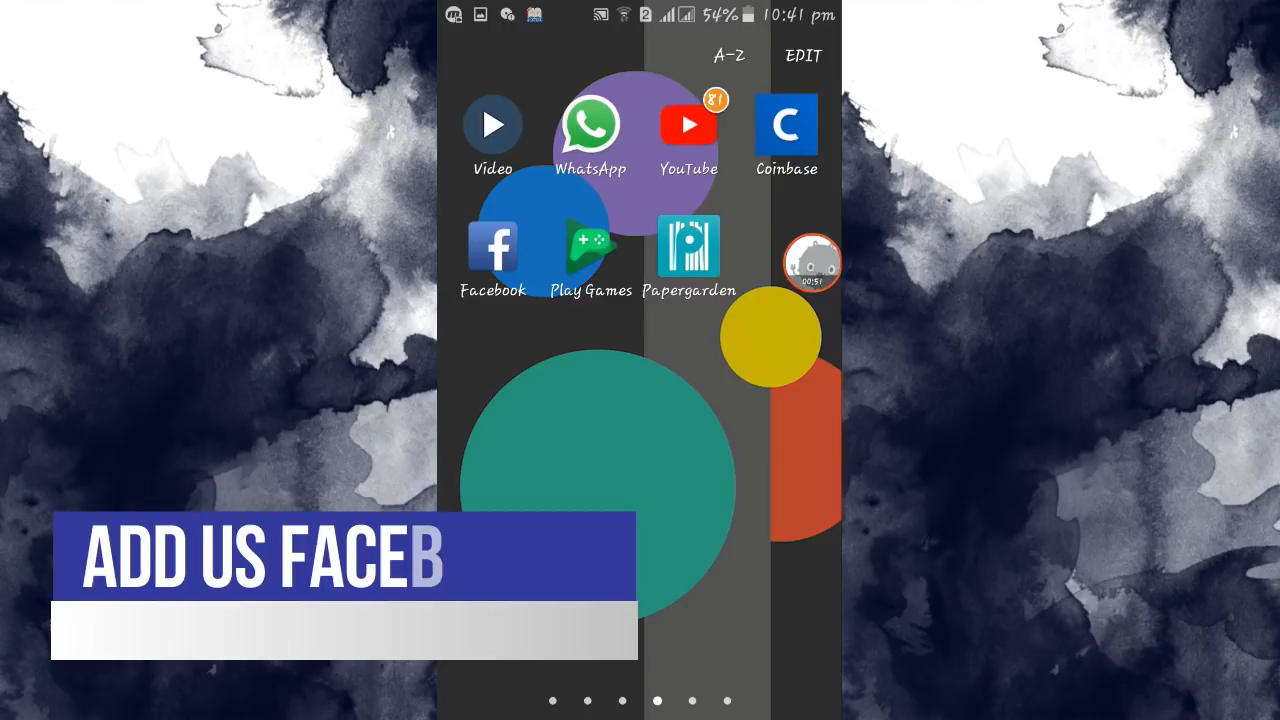 2 54% 10:41 pm
A-Z EDIT
81
Video WhatsApp YouTube Coinbase
Facebook Play Games Papergarden
00:51
ADD US FACEB